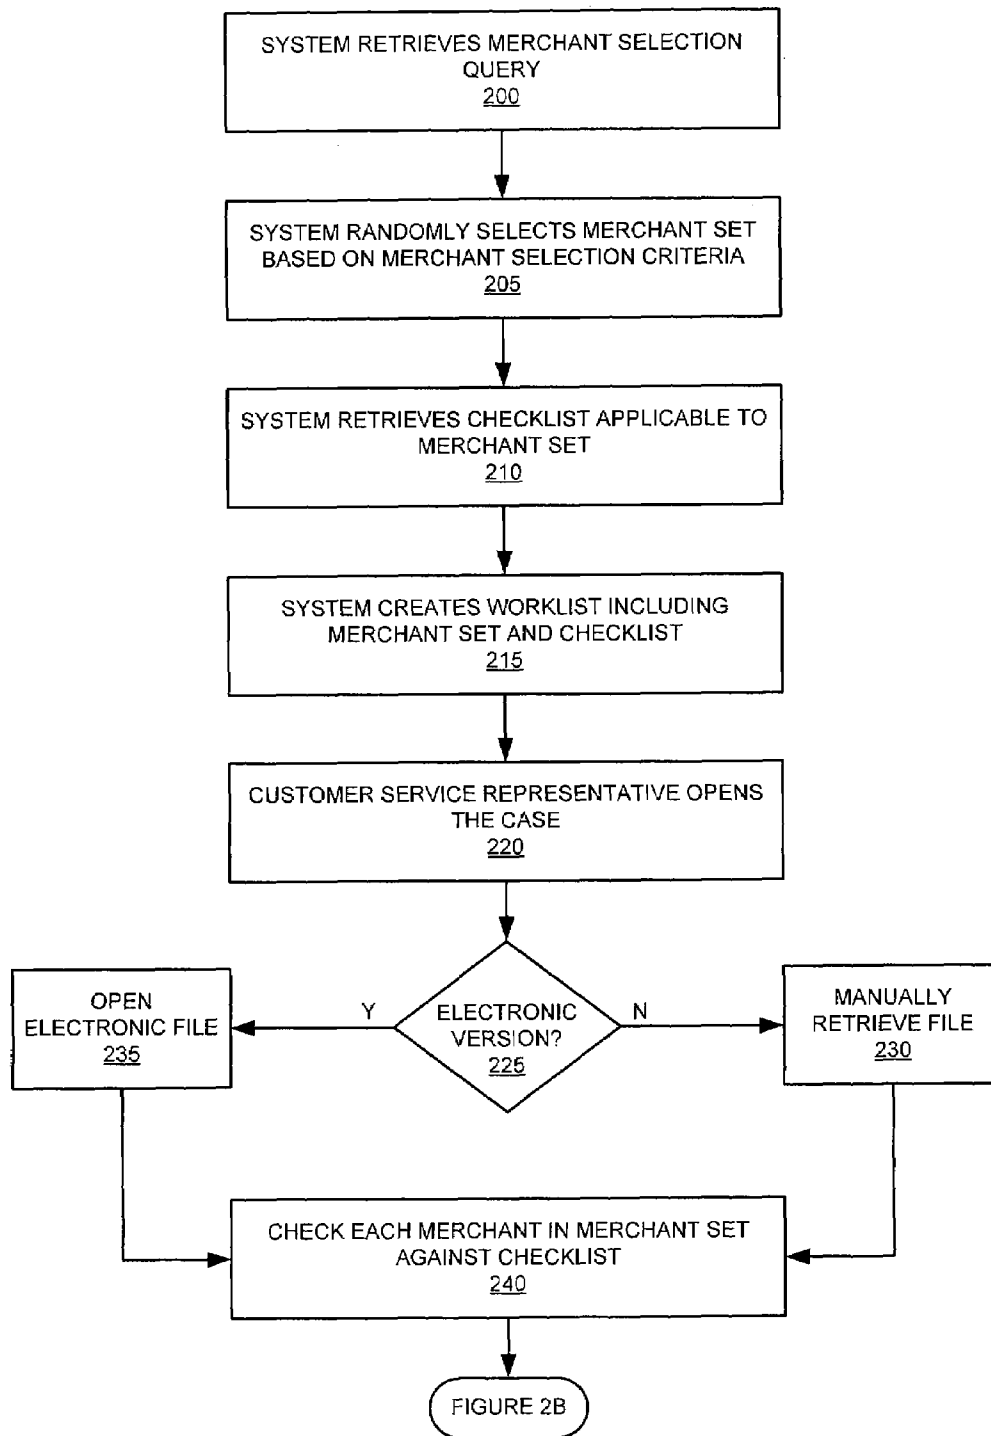 SYSTEM RETRIEVES MERCHANT SELECTION
QUERY
200
SYSTEM RANDOMLY SELECTS MERCHANT SET
BASED ON MERCHANT SELECTION CRITERIA
205
SYSTEM RETRIEVES CHECKLIST APPLICABLE TO
MERCHANT SET
210
SYSTEM CREATES WORKLIST INCLUDING
MERCHANT SET AND CHECKLIST
215
CUSTOMER SERVICE REPRESENTATIVE OPENS
THE CASE
220
ELECTRONIC
VERSION?
225
Y
N
OPEN
ELECTRONIC FILE
235
MANUALLY
RETRIEVE FILE
230
CHECK EACH MERCHANT IN MERCHANT SET
AGAINST CHECKLIST
240
FIGURE 2B